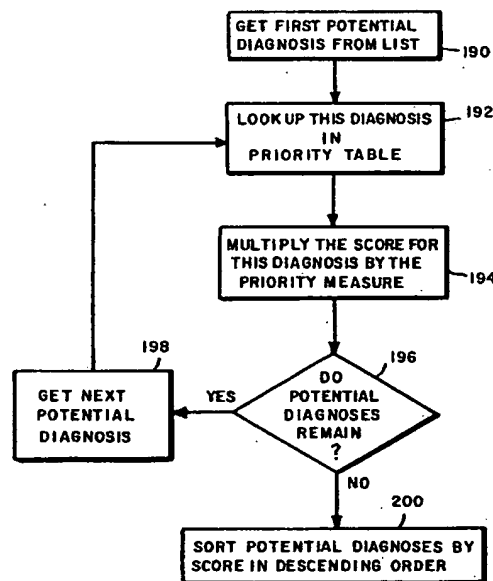 GET FIRST POTENTIAL
DIAGNOSIS FROM LIST
190
192
LOOK UP THIS DIAGNOSIS
IN
PRIORITY TABLE
MULTIPLY THE SCORE FOR
THIS DIAGNOSIS BY THE
PRIORITY MEASURE
194
196
DO
POTENTIAL
DIAGNOSES
REMAIN
?
YES
198
GET NEXT
POTENTIAL
DIAGNOSIS
NO
200
SORT POTENTIAL DIAGNOSES BY
SCORE IN DESCENDING ORDER